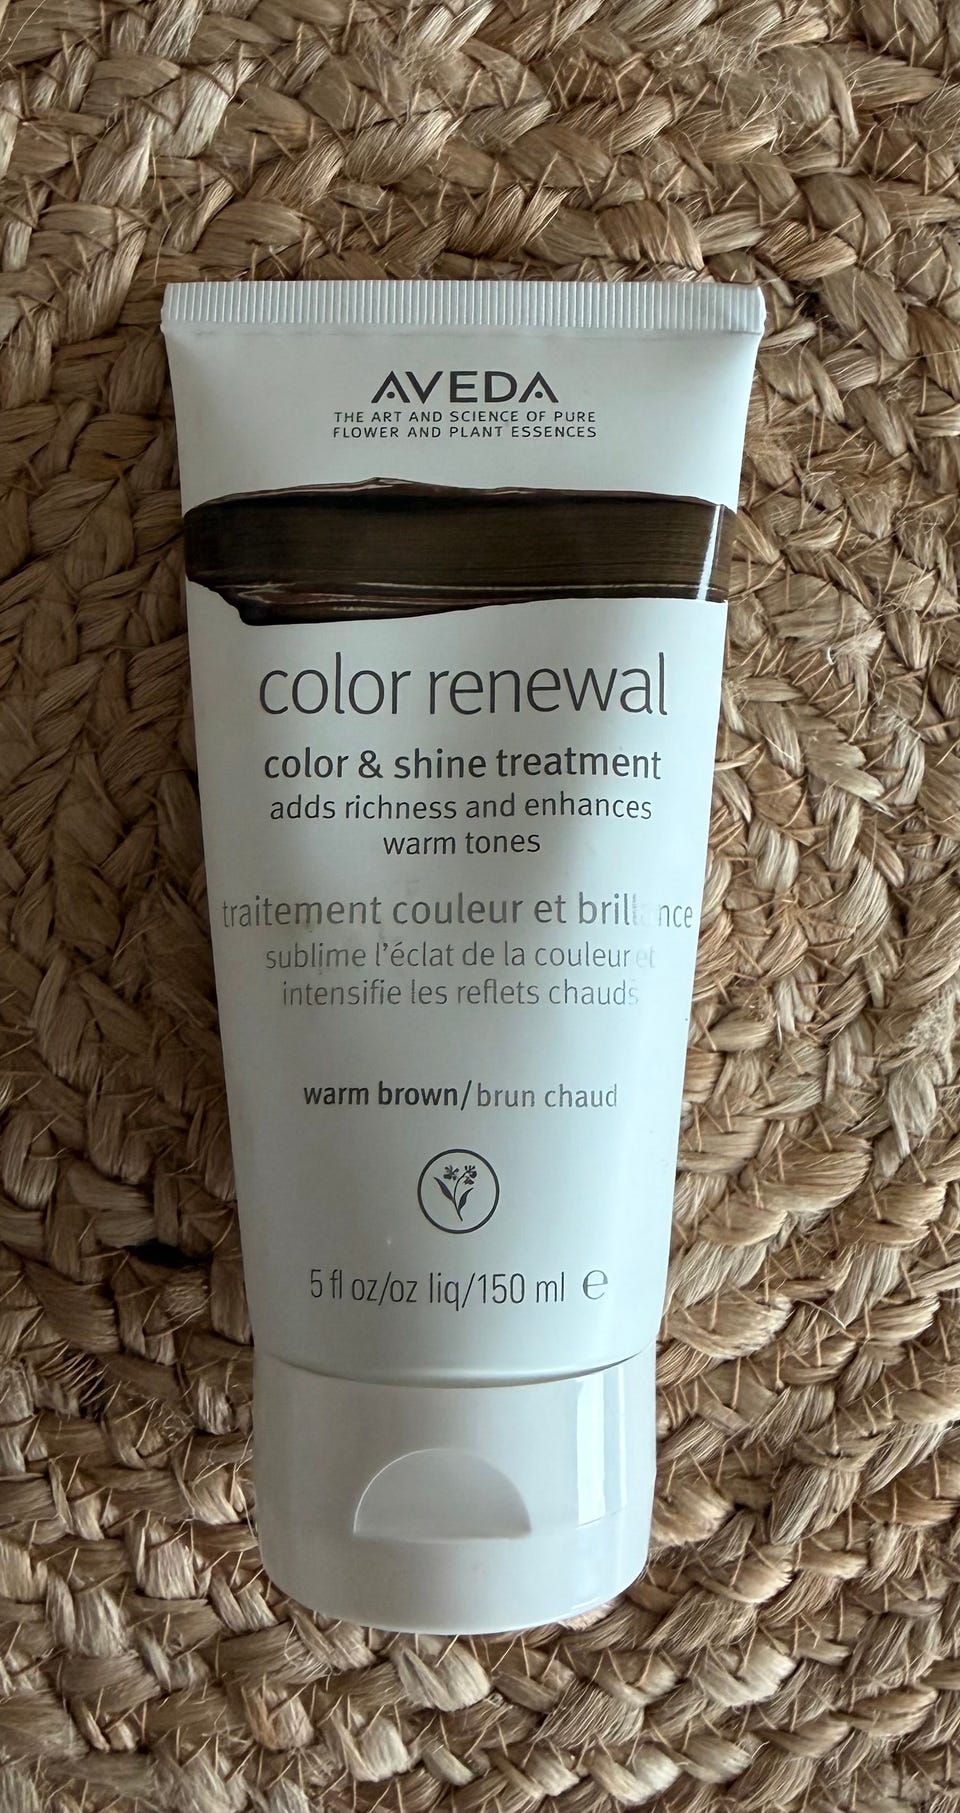 AVEDA
THE ART AND SCIENCE OF PURE
FLOWER AND PLANT ESSENCES
color renewal
color & shine treatment
adds richness and enhances
warm tones
traitement couleur et brillance
sublime l'éclat de la couleur et
intensifie les reflets chauds
warm brown/brun chaud
5 fl oz/oz liq/150 ml ℮